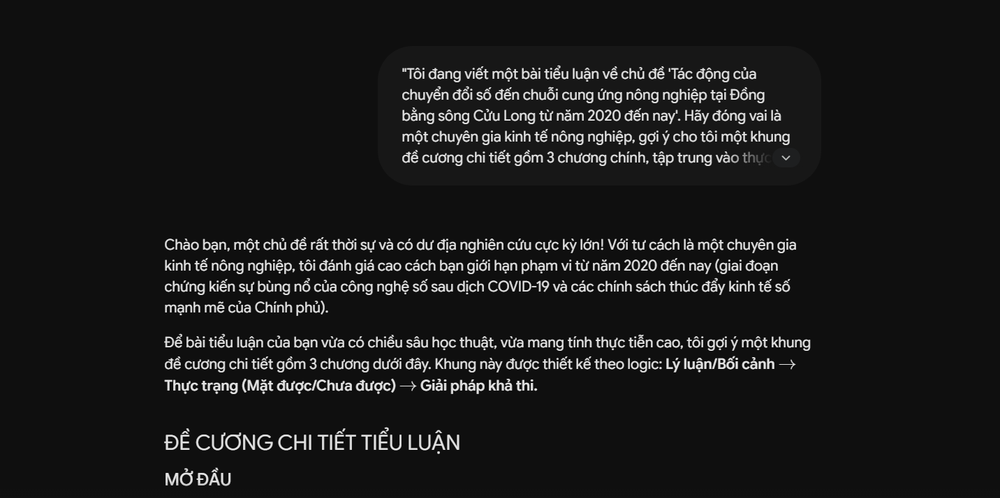 "Tôi đang viết một bài tiểu luận về chủ đề 'Tác động của
chuyển đổi số đến chuỗi cung ứng nông nghiệp tại Đồng
bằng sông Cửu Long từ năm 2020 đến nay'. Hãy đóng vai là
một chuyên gia kinh tế nông nghiệp, gợi ý cho tôi một khung
đề cương chi tiết gồm 3 chương chính, tập trung vào thực
Chào bạn, một chủ đề rất thời sự và có dư địa nghiên cứu cực kỳ lớn! Với tư cách là một chuyên gia
kinh tế nông nghiệp, tôi đánh giá cao cách bạn giới hạn phạm vi từ năm 2020 đến nay (giai đoạn
chứng kiến sự bùng nổ của công nghệ số sau dịch COVID-19 và các chính sách thúc đẩy kinh tế số
mạnh mẽ của Chính phủ).
Để bài tiểu luận của bạn vừa có chiều sâu học thuật, vừa mang tính thực tiễn cao, tôi gợi ý một khung
đề cương chi tiết gồm 3 chương dưới đây. Khung này được thiết kế theo logic: Lý luận/Bối cảnh →
Thực trạng (Mặt được/Chưa được) → Giải pháp khả thi.
ĐỀ CƯƠNG CHI TIẾT TIỂU LUẬN
MỞ ĐẦU